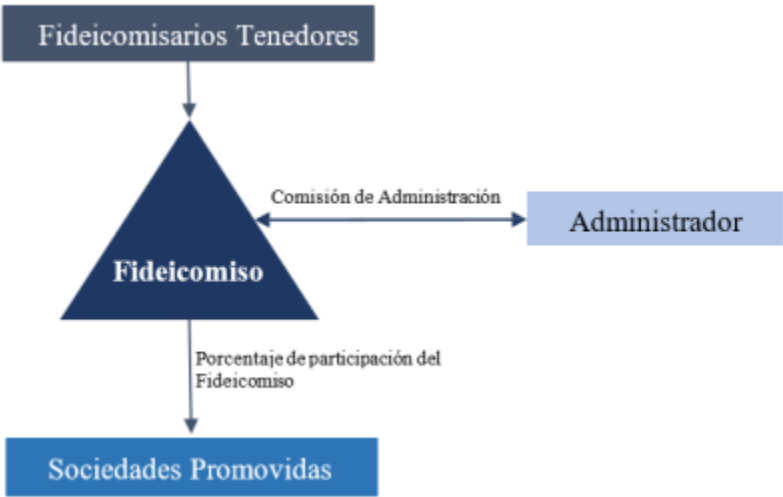 Fideicomisarios Tenedores
Comisión de Administración
Administrador
Fideicomiso
Porcentaje de participación del
Fideicomiso
Sociedades Promovidas